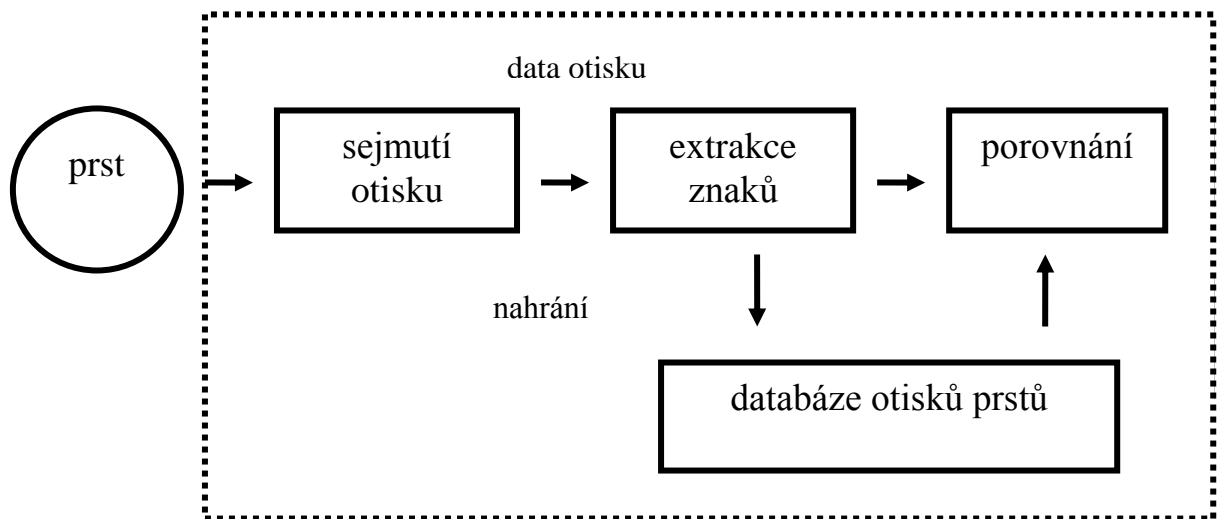 data otisku
prst
sejmutí
otisku
extrakce
znaků
porovnání
nahrání
databáze otisků prstů